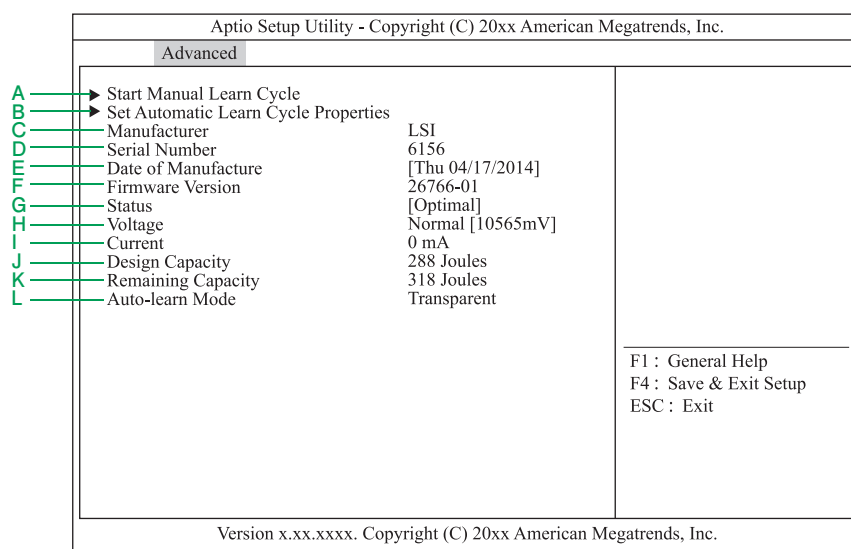 Aptio Setup Utility - Copyright (C) 20xx American Megatrends, Inc.
Advanced
A ▶ Start Manual Learn Cycle
B ▶ Set Automatic Learn Cycle Properties
C Manufacturer LSI
D Serial Number 6156
E Date of Manufacture [Thu 04/17/2014]
F Firmware Version 26766-01
G Status [Optimal]
H Voltage Normal [10565mV]
I Current 0 mA
J Design Capacity 288 Joules
K Remaining Capacity 318 Joules
L Auto-learn Mode Transparent
F1 : General Help
F4 : Save & Exit Setup
ESC : Exit
Version x.xx.xxxx. Copyright (C) 20xx American Megatrends, Inc.